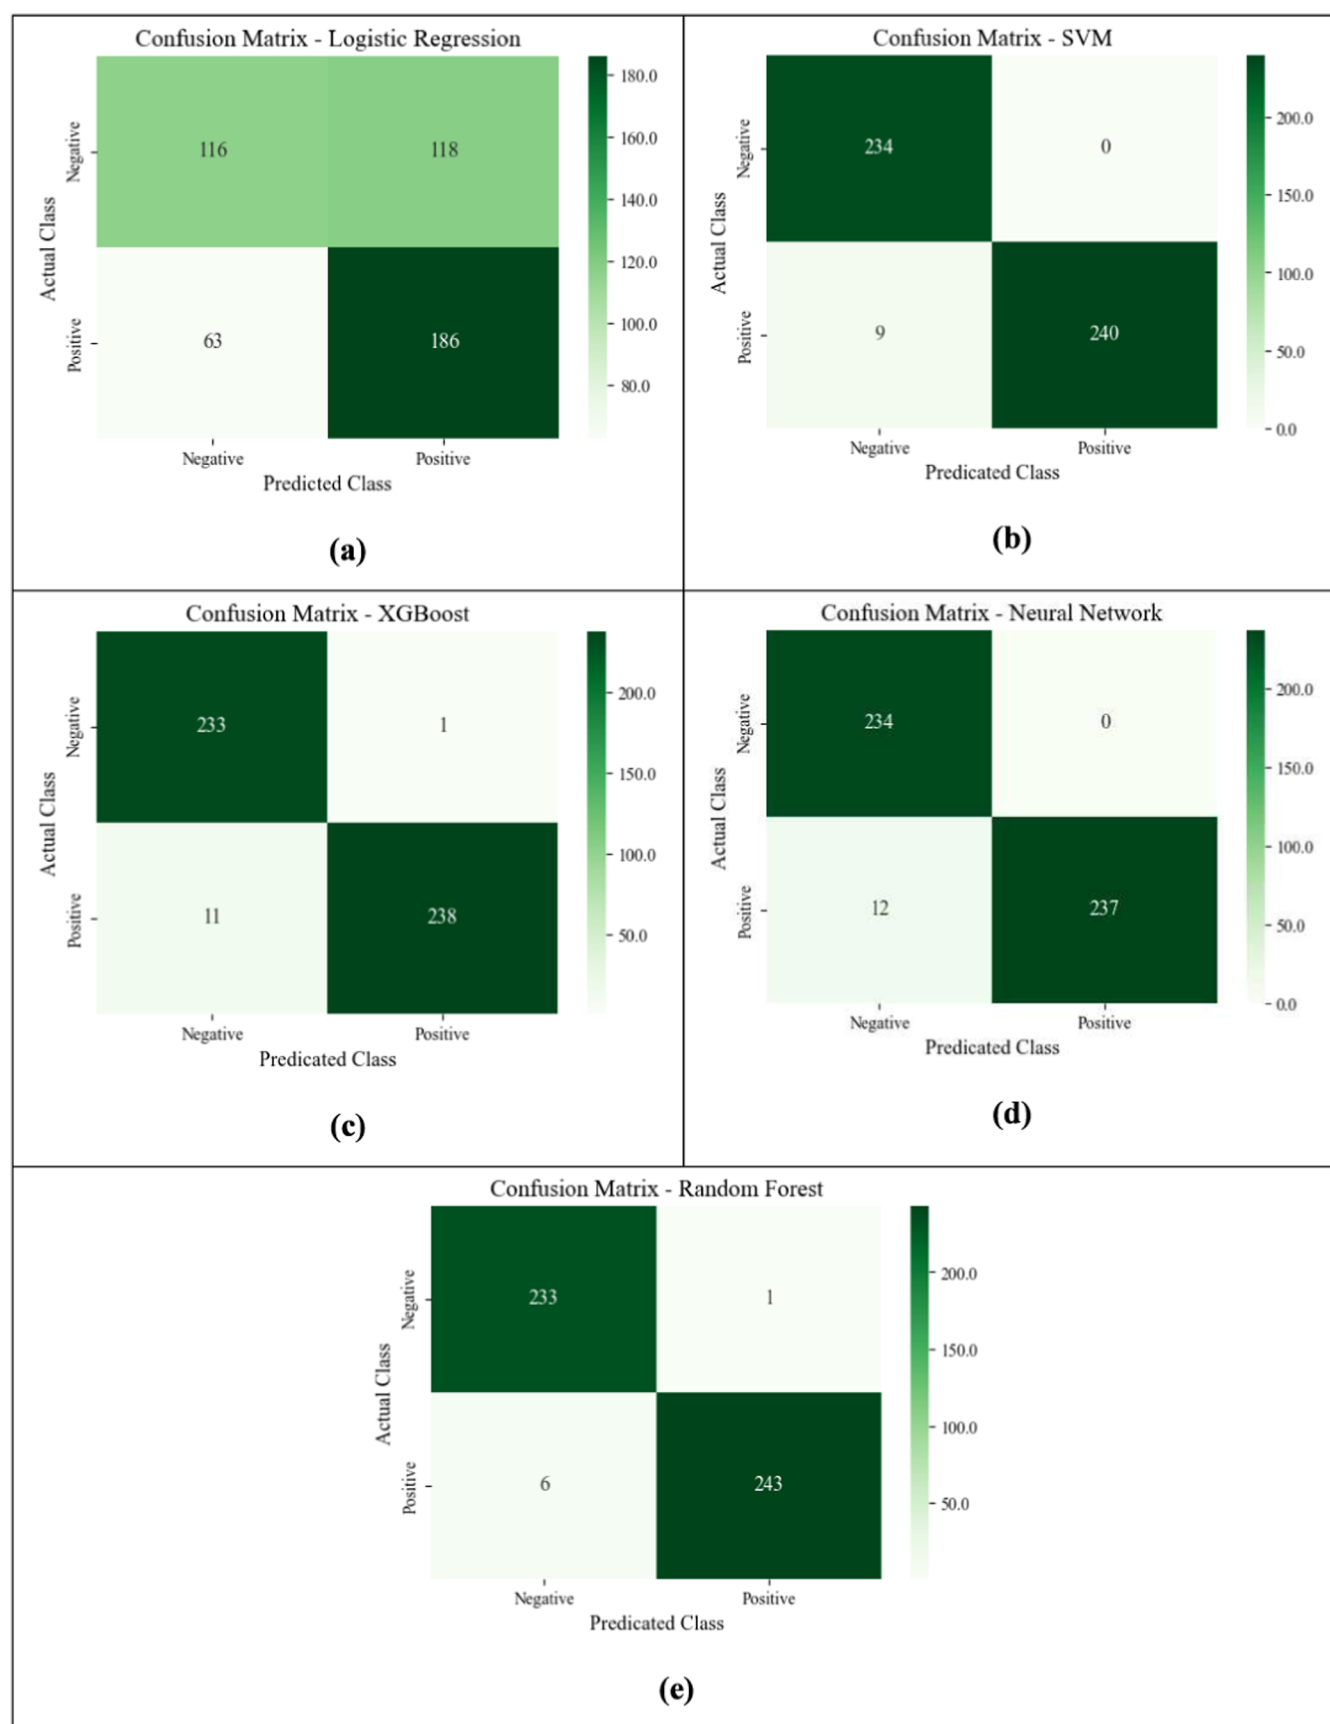 Confusion Matrix - Logistic Regression
116 118
63 186
Negative
Positive
Actual Class
Negative Positive
Predicted Class
180.0
160.0
140.0
120.0
100.0
80.0
(a)
Confusion Matrix - SVM
234 0
9 240
Negative
Positive
Actual Class
Negative Positive
Predicated Class
200.0
150.0
100.0
50.0
0.0
(b)
Confusion Matrix - XGBoost
233 1
11 238
Negative
Positive
Actual Class
Negative Positive
Predicated Class
200.0
150.0
100.0
50.0
(c)
Confusion Matrix - Neural Network
234 0
12 237
Negative
Positive
Actual Class
Negative Positive
Predicated Class
200.0
150.0
100.0
50.0
0.0
(d)
Confusion Matrix - Random Forest
233 1
6 243
Negative
Positive
Actual Class
Negative Positive
Predicated Class
200.0
150.0
100.0
50.0
(e)